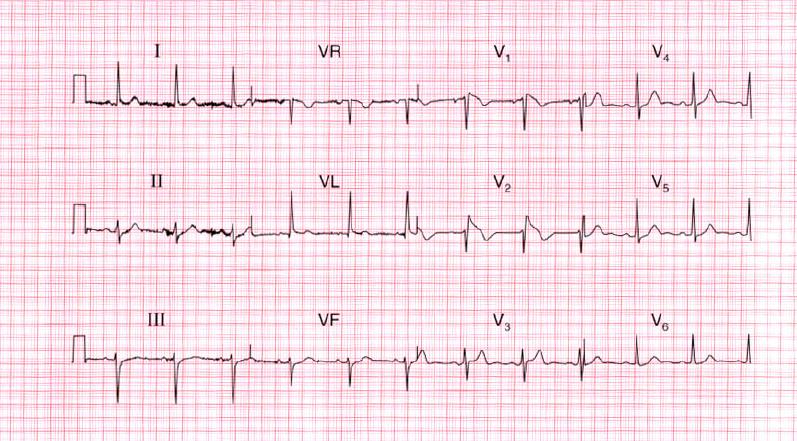 I VR V₁ V₄
II VL V₂ V₅
III VF V₃ V₆